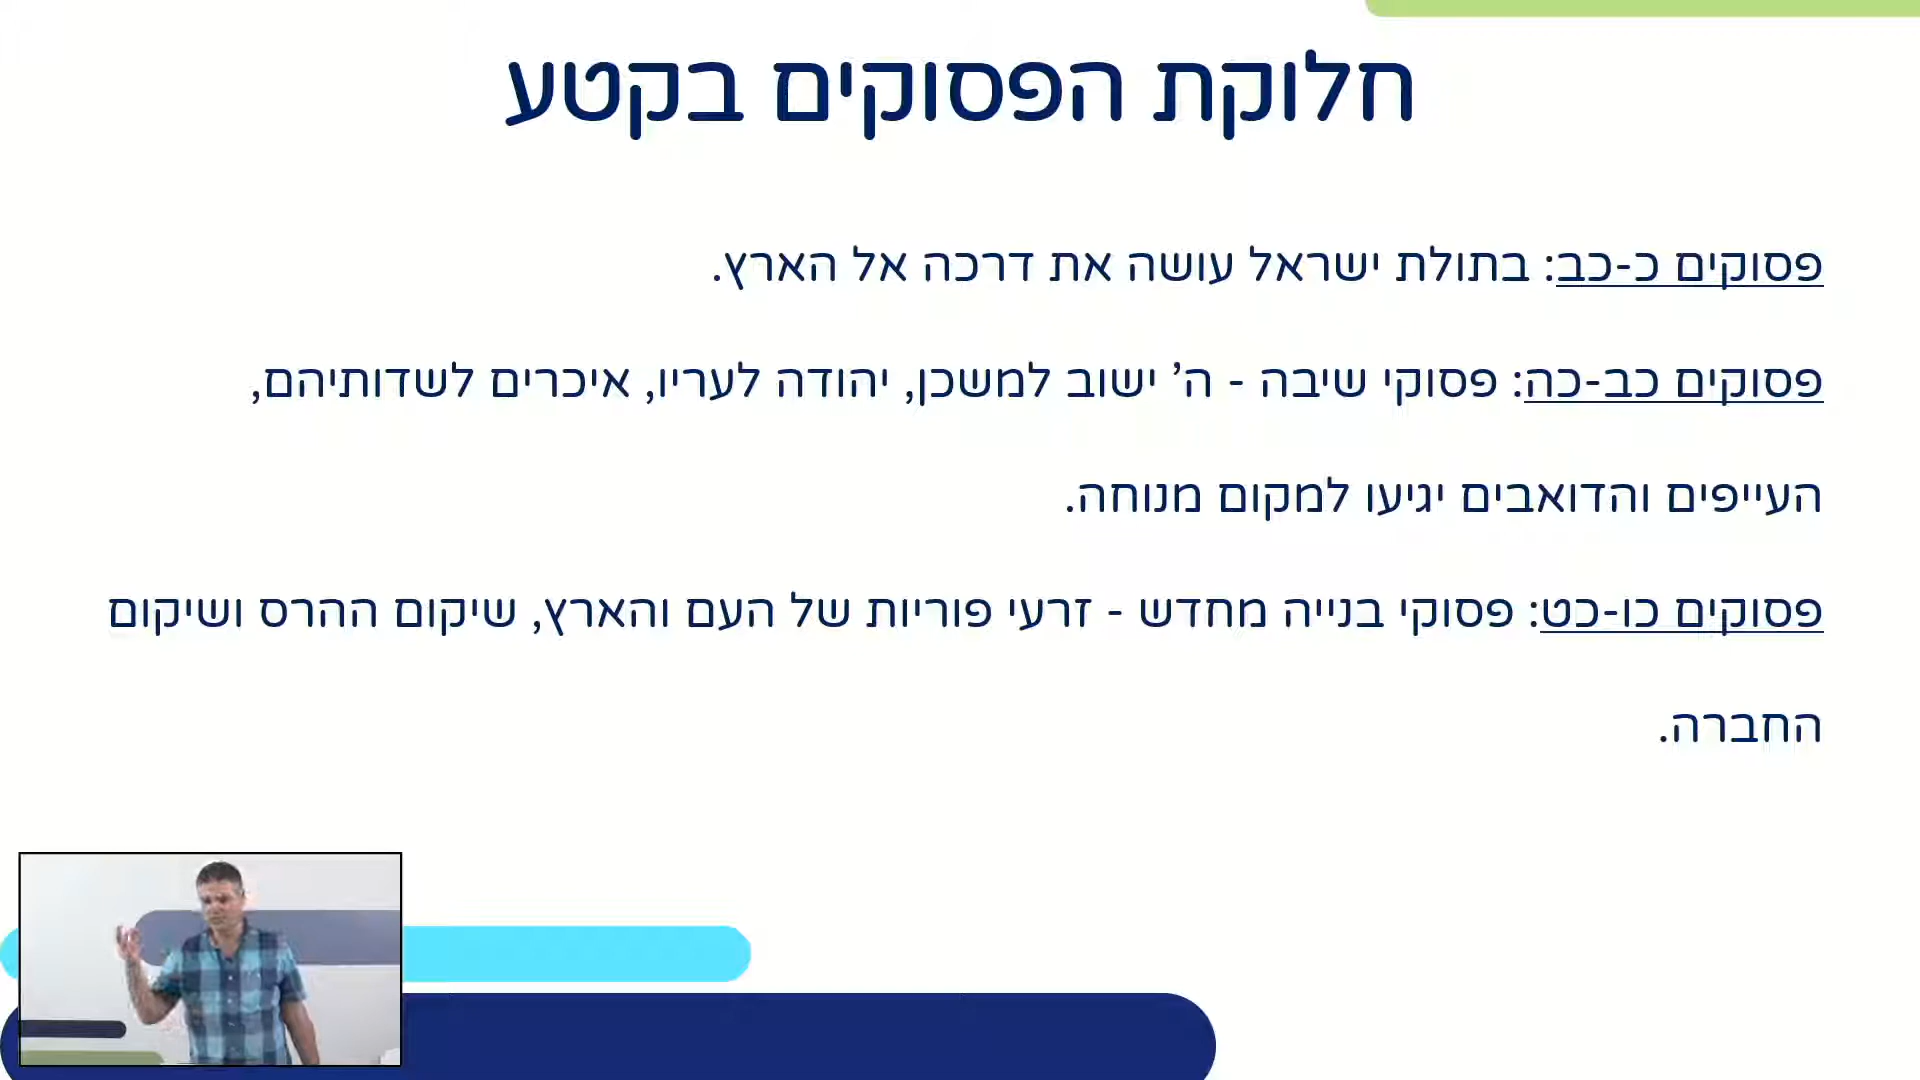 חלוקת הפסוקים בקטע
פסוקים כ-כב: בתולת ישראל עושה את דרכה אל הארץ.
פסוקים כב-כה: פסוקי שיבה - ה' ישוב למשכן, יהודה לעריו, איכרים לשדותיהם,
העייפים והדואבים יגיעו למקום מנוחה.
פסוקים כו-כט: פסוקי בנייה מחדש - זרעי פוריות של העם והארץ, שיקום ההרס ושיקום
החברה.